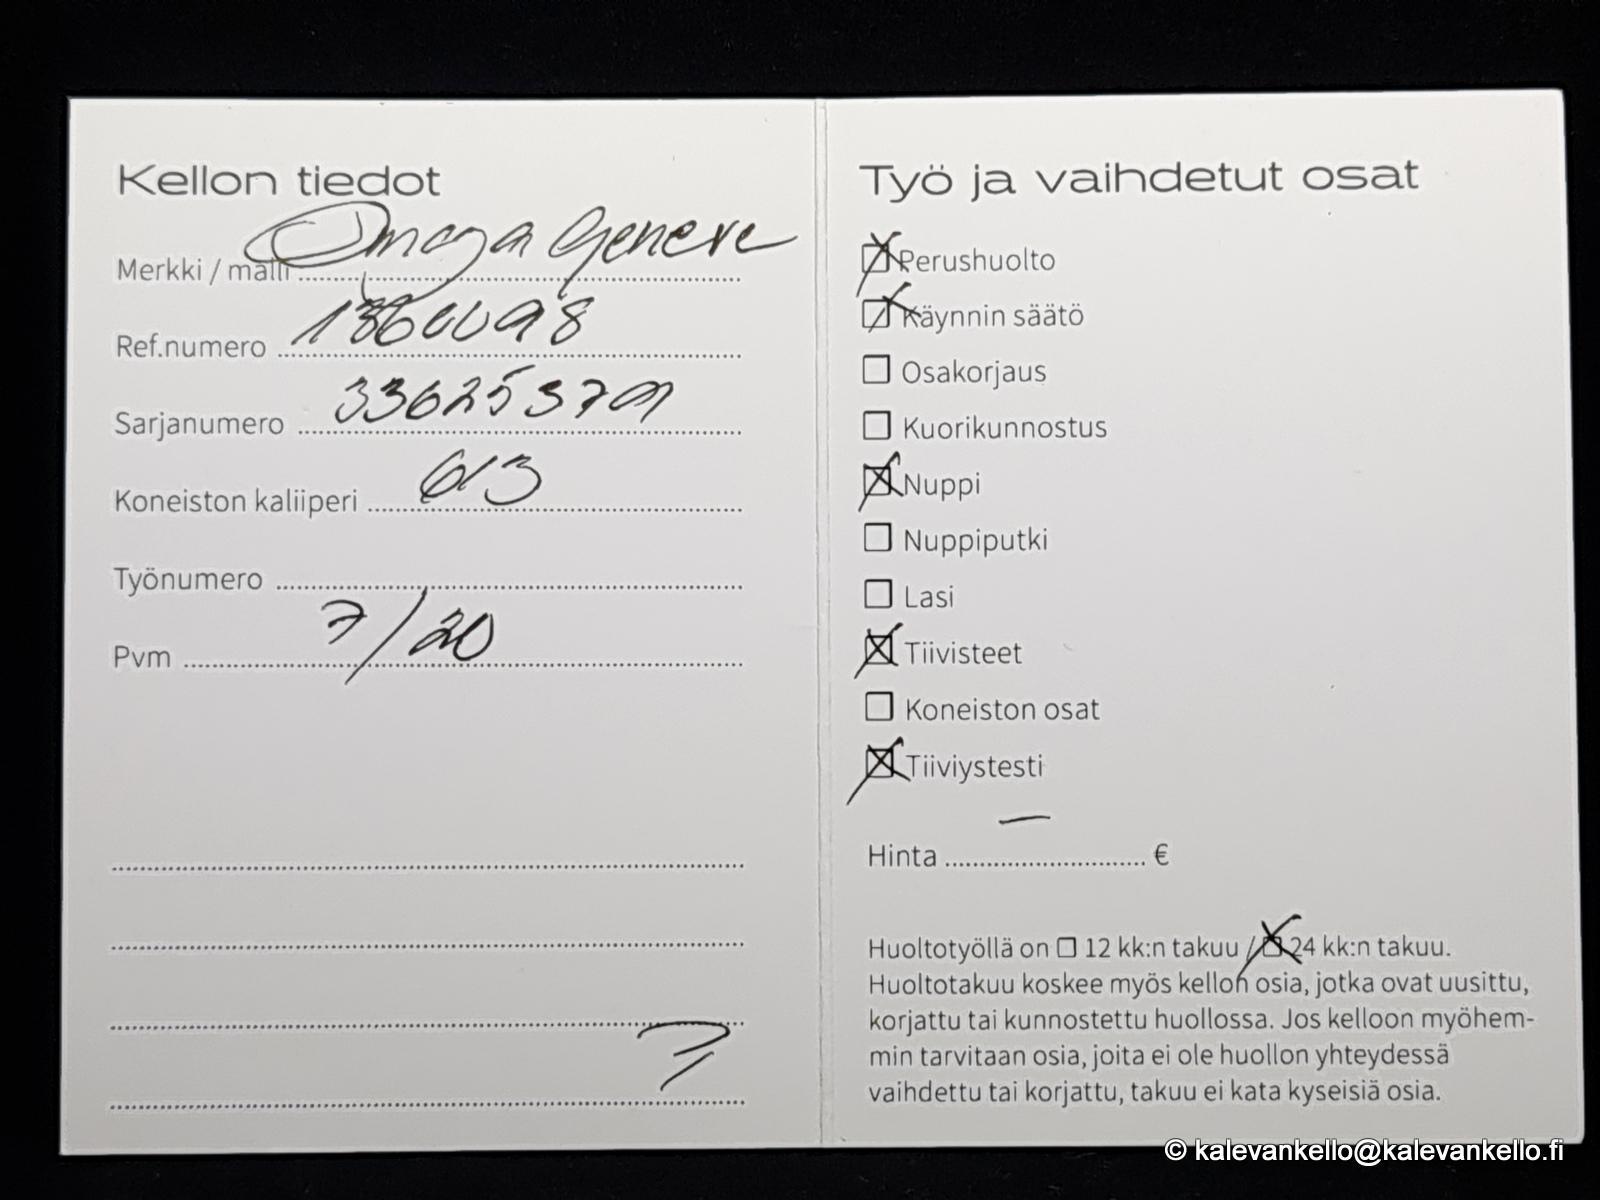 Kellon tiedot
Merkki / malli Omega Geneve
Ref.numero 1360098
Sarjanumero 33625379
Koneiston kaliiperi 613
Työnumero
Pvm 7/20
Työ ja vaihdetut osat
Perushuolto
Käynnin säätö
Osakorjaus
Kuorikunnostus
Nuppi
Nuppiputki
Lasi
Tiivisteet
Koneiston osat
Tiiviystesti
Hinta — €
Huoltotyöllä on 12 kk:n takuu / 24 kk:n takuu.
Huoltotakuu koskee myös kellon osia, jotka ovat uusittu,
korjattu tai kunnostettu huollossa. Jos kelloon myöhem-
min tarvitaan osia, joita ei ole huollon yhteydessä
vaihdettu tai korjattu, takuu ei kata kyseisiä osia.
© kalevankello@kalevankello.fi